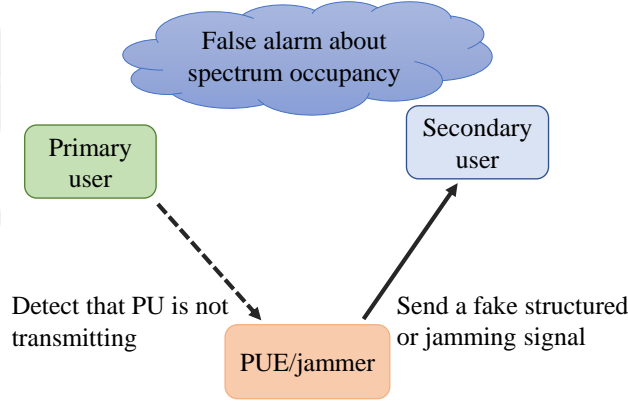 False alarm about
spectrum occupancy
Primary
user
Secondary
user
Detect that PU is not
transmitting
Send a fake structured
or jamming signal
PUE/jammer